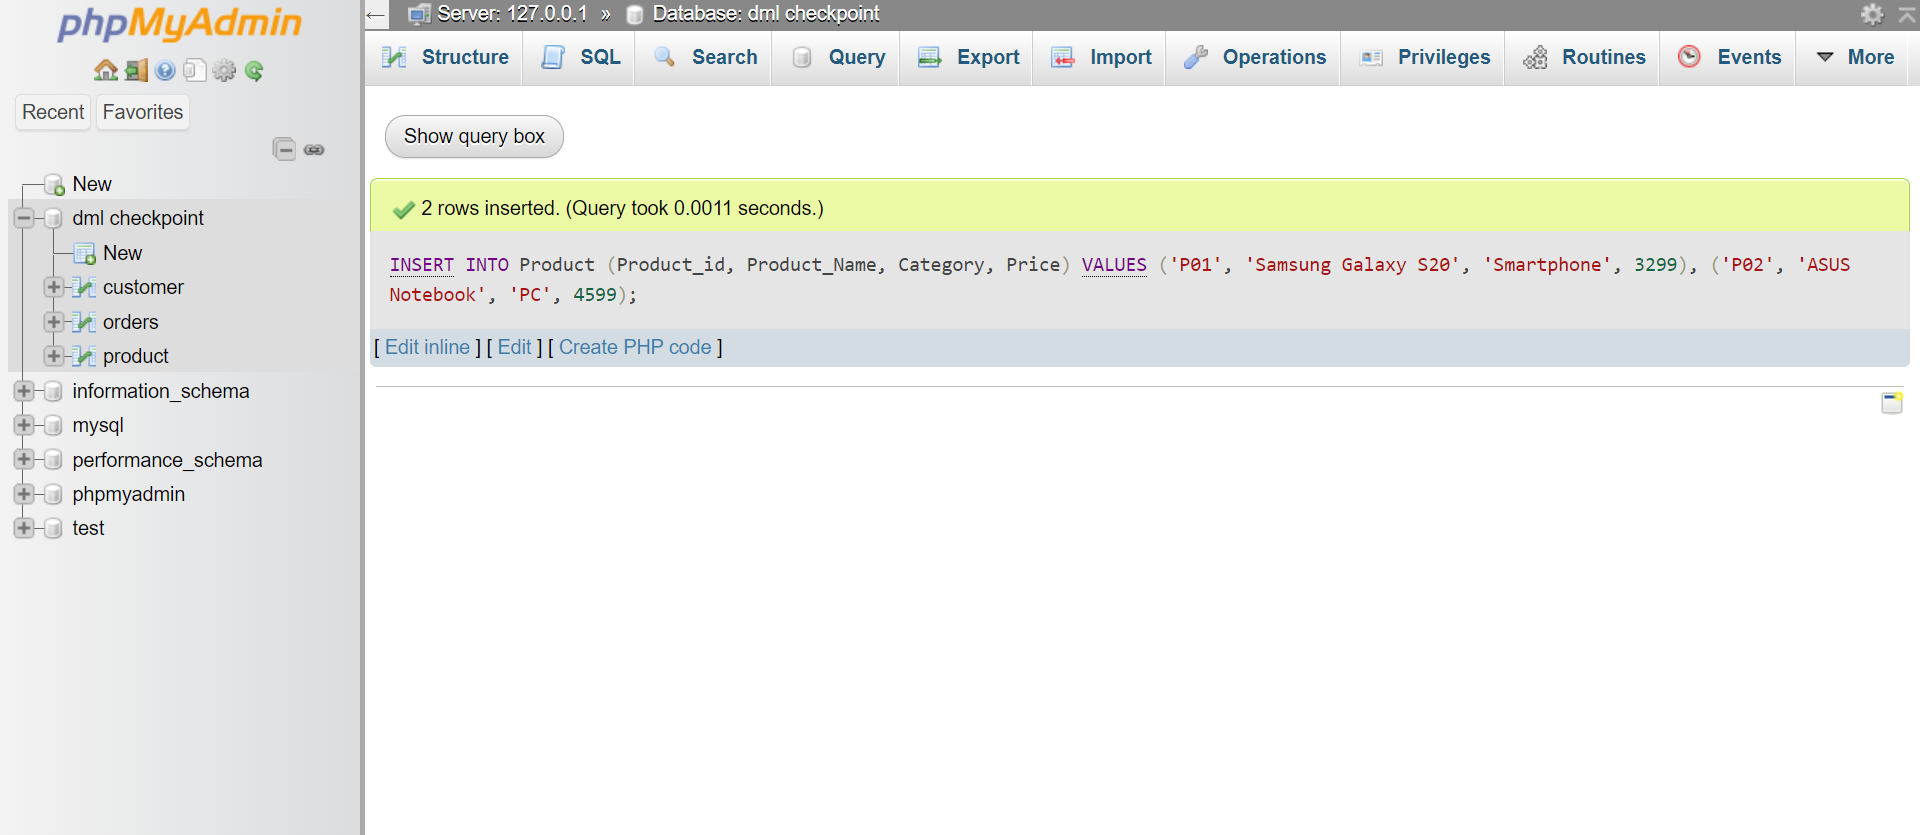 phpMyAdmin
Recent Favorites
New
dml checkpoint
New
customer
orders
product
information_schema
mysql
performance_schema
phpmyadmin
test
Server: 127.0.0.1 » Database: dml checkpoint
Structure SQL Search Query Export Import Operations Privileges Routines Events More
Show query box
2 rows inserted. (Query took 0.0011 seconds.)
INSERT INTO Product (Product_id, Product_Name, Category, Price) VALUES ('P01', 'Samsung Galaxy S20', 'Smartphone', 3299), ('P02', 'ASUS
Notebook', 'PC', 4599);
[ Edit inline ] [ Edit ] [ Create PHP code ]